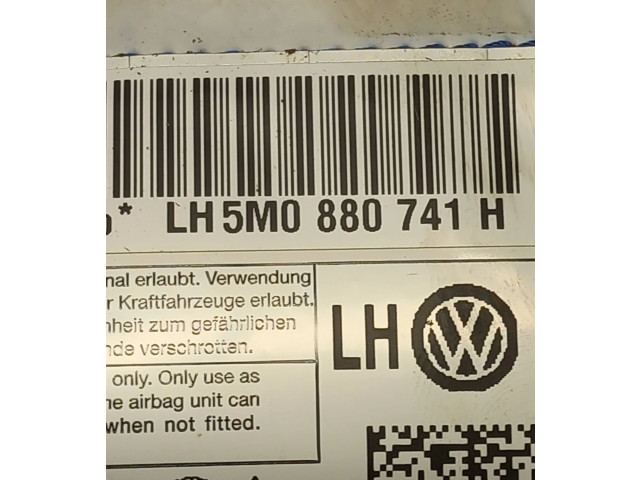 * LH 5M0 880 741 H
nal erlaubt. Verwendung
r Kraftfahrzeuge erlaubt.
nheit zum gefährlichen
nde verschrotten.
LH
only. Only use as
ne airbag unit can
when not fitted.